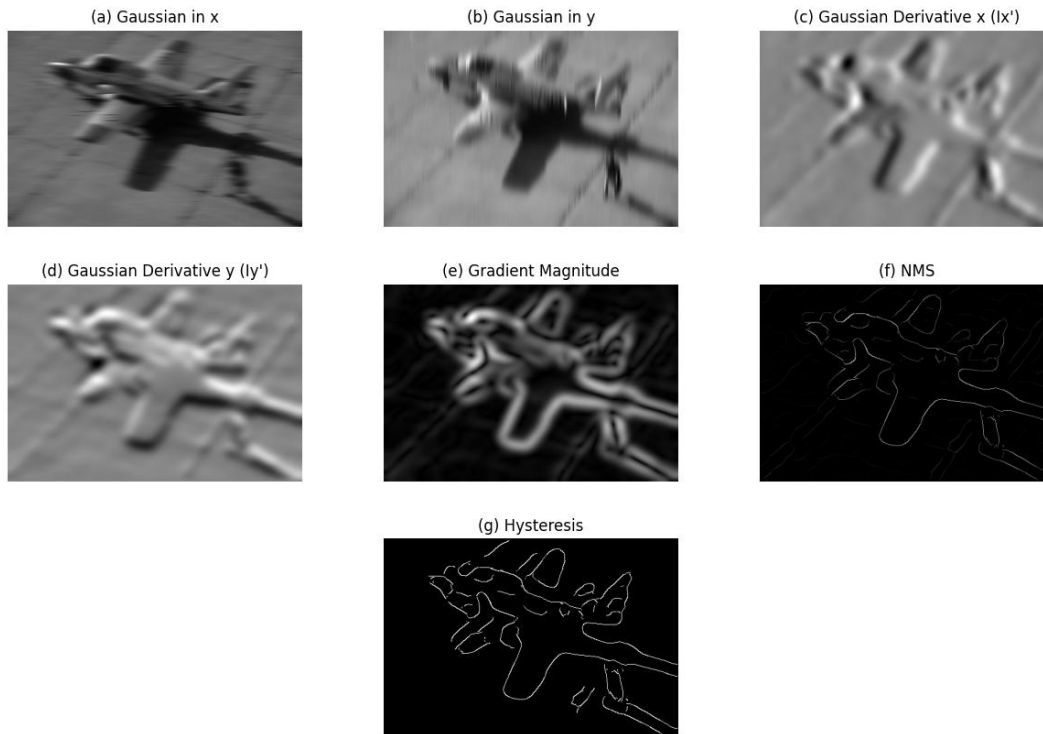 (a) Gaussian in x
(b) Gaussian in y
(c) Gaussian Derivative x (Ix')
(d) Gaussian Derivative y (Iy')
(e) Gradient Magnitude
(f) NMS
(g) Hysteresis